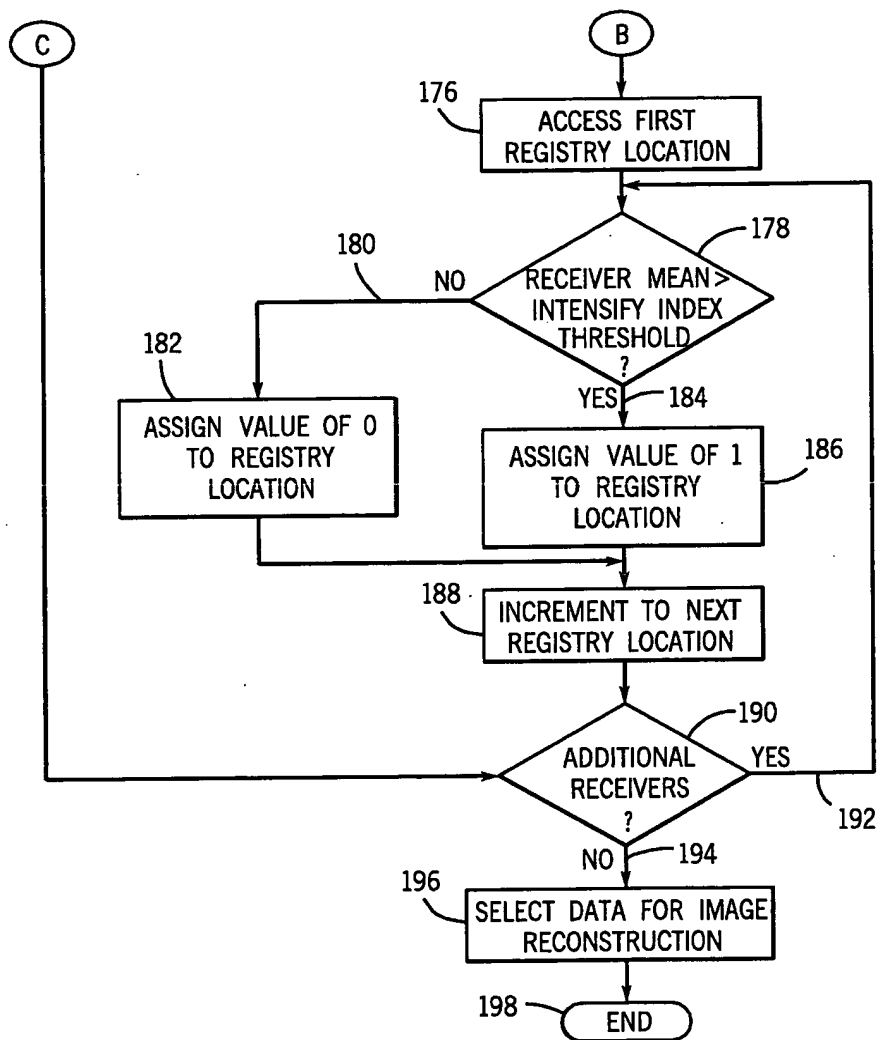 C
B
176
ACCESS FIRST
REGISTRY LOCATION
178
180
NO
RECEIVER MEAN>
INTENSIFY INDEX
THRESHOLD
?
182
YES
184
ASSIGN VALUE OF 0
TO REGISTRY
LOCATION
ASSIGN VALUE OF 1
TO REGISTRY
LOCATION
186
188
INCREMENT TO NEXT
REGISTRY LOCATION
190
ADDITIONAL
RECEIVERS
?
YES
192
NO
194
196
SELECT DATA FOR IMAGE
RECONSTRUCTION
198
END